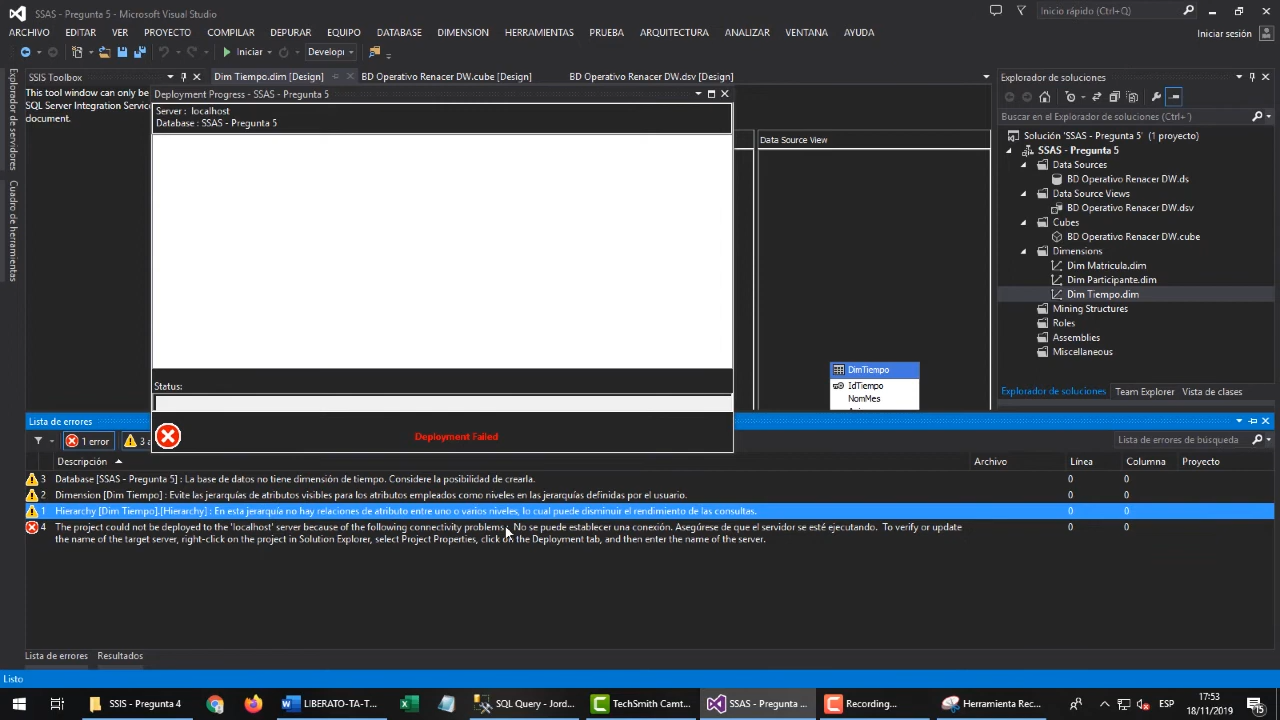 SSAS - Pregunta 5 - Microsoft Visual Studio
Inicio rápido (Ctrl+Q)
ARCHIVO EDITAR VER PROYECTO COMPILAR DEPURAR EQUIPO DATABASE DIMENSION HERRAMIENTAS PRUEBA ARQUITECTURA ANALIZAR VENTANA AYUDA
Iniciar sesión
Iniciar Developi
Explorador de servidores
Cuadro de herramientas
SSIS Toolbox
This tool window can only be
SQL Server Integration Service
document.
Dim Tiempo.dim [Design] BD Operativo Renacer DW.cube [Design] BD Operativo Renacer DW.dsv [Design]
Deployment Progress - SSAS - Pregunta 5
Server : localhost
Database : SSAS - Pregunta 5
Status:
Deployment Failed
Data Source View
DimTiempo
IdTiempo
NomMes
Explorador de soluciones
Buscar en el Explorador de soluciones (Ctrl+´)
Solución 'SSAS - Pregunta 5' (1 proyecto)
SSAS - Pregunta 5
Data Sources
BD Operativo Renacer DW.ds
Data Source Views
BD Operativo Renacer DW.dsv
Cubes
BD Operativo Renacer DW.cube
Dimensions
Dim Matricula.dim
Dim Participante.dim
Dim Tiempo.dim
Mining Structures
Roles
Assemblies
Miscellaneous
Explorador de soluciones Team Explorer Vista de clases
Lista de errores
1 error 3 a
Lista de errores de búsqueda
Descripción Archivo Línea Columna Proyecto
3 Database [SSAS - Pregunta 5] : La base de datos no tiene dimensión de tiempo. Considere la posibilidad de crearla. 0 0
2 Dimension [Dim Tiempo] : Evite las jerarquías de atributos visibles para los atributos empleados como niveles en las jerarquías definidas por el usuario. 0 0
1 Hierarchy [Dim Tiempo].[Hierarchy] : En esta jerarquía no hay relaciones de atributo entre uno o varios niveles, lo cual puede disminuir el rendimiento de las consultas. 0 0
4 The project could not be deployed to the 'localhost' server because of the following connectivity problems : No se puede establecer una conexión. Asegúrese de que el servidor se esté ejecutando. To verify or update 0 0
the name of the target server, right-click on the project in Solution Explorer, select Project Properties, click on the Deployment tab, and then enter the name of the server.
Lista de errores Resultados
Listo
SSIS - Pregunta 4
LIBERATO-TA-T...
SQL Query - Jord...
TechSmith Camt...
SSAS - Pregunta ...
Recording...
Herramienta Rec...
ESP
17:53
18/11/2019